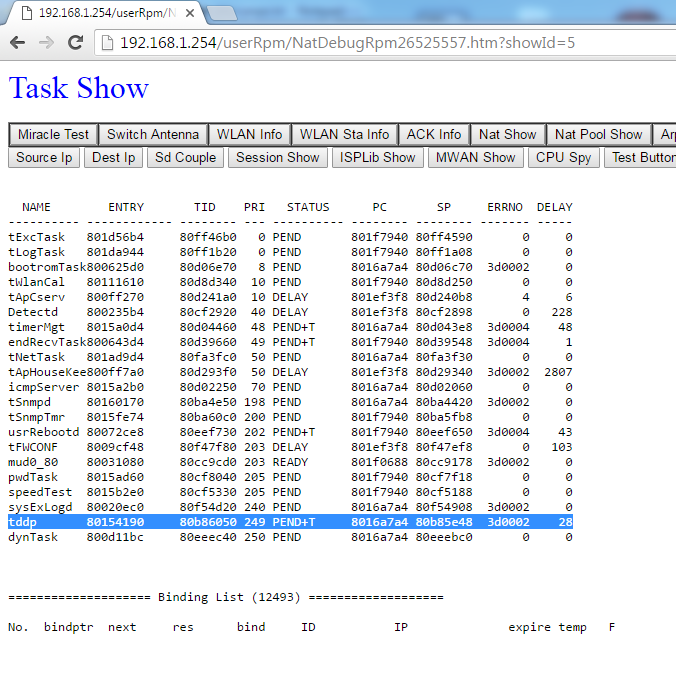 192.168.1.254/userRpm/N
192.168.1.254/userRpm/NatDebugRpm26525557.htm?showId=5
Task Show
Miracle Test Switch Antenna WLAN Info WLAN Sta Info ACK Info Nat Show Nat Pool Show Arp
Source Ip Dest Ip Sd Couple Session Show ISPLib Show MWAN Show CPU Spy Test Button
NAME ENTRY TID PRI STATUS PC SP ERRNO DELAY
---------- ------------ -------- --- ---------- -------- -------- ------- -----
tExcTask 801d56b4 80ff46b0 0 PEND 801f7940 80ff4590 0 0
tLogTask 801da944 80ff1b20 0 PEND 801f7940 80ff1a08 0 0
bootromTask800625d0 80d06e70 8 PEND 8016a7a4 80d06c70 3d0002 0
tWlanCal 80111610 80d8d340 10 PEND 801f7940 80d8d250 0 0
tApCserv 800ff270 80d241a0 10 DELAY 801ef3f8 80d240b8 4 6
Detectd 800235b4 80cf2920 40 DELAY 801ef3f8 80cf2898 0 228
timerMgt 8015a0d4 80d04460 48 PEND+T 8016a7a4 80d043e8 3d0004 48
endRecvTask800643d4 80d39660 49 PEND+T 801f7940 80d39548 3d0004 1
tNetTask 801ad9d4 80fa3fc0 50 PEND 8016a7a4 80fa3f30 0 0
tApHouseKee800ff7a0 80d293f0 50 DELAY 801ef3f8 80d29340 3d0002 2807
icmpServer 8015a2b0 80d02250 70 PEND 8016a7a4 80d02060 0 0
tSnmpd 80160170 80ba4e50 198 PEND 8016a7a4 80ba4420 3d0002 0
tSnmpTmr 8015fe74 80ba60c0 200 PEND 801f7940 80ba5fb8 0 0
usrRebootd 80072ce8 80eef730 202 PEND+T 801f7940 80eef650 3d0004 43
tFWCONF 8009cf48 80f47f80 203 DELAY 801ef3f8 80f47ef8 0 103
mud0_80 80031080 80cc9cd0 203 READY 801f0688 80cc9178 3d0002 0
pwdTask 8015ad60 80cf8040 205 PEND 801f7940 80cf7f18 0 0
speedTest 8015b2e0 80cf5330 205 PEND 801f7940 80cf5188 0 0
sysExLogd 80020ec0 80f54d20 240 PEND 8016a7a4 80f54908 3d0002 0
tddp 80154190 80b86050 249 PEND+T 8016a7a4 80b85e48 3d0002 28
dynTask 800d11bc 80eeec40 250 PEND 8016a7a4 80eeebc0 0 0
==================== Binding List (12493) ===================
No. bindptr next res bind ID IP expire temp F